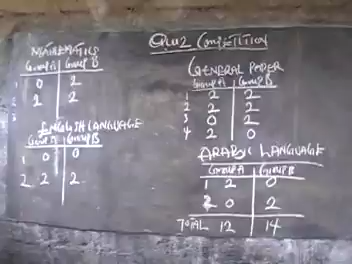 QUIZ COMPETITION
MATHEMATICS
GROUP A GROUP B
1 0 2
2 2 2
3
ENGLISH LANGUAGE
GROUP A GROUP B
1 0 0
2 2 2
GENERAL PAPER
GROUP A GROUP B
1 2 2
2 2 2
3 0 2
4 2 0
ARABIC LANGUAGE
GROUP A GROUP B
1 2 0
2 0 2
TOTAL 12 14